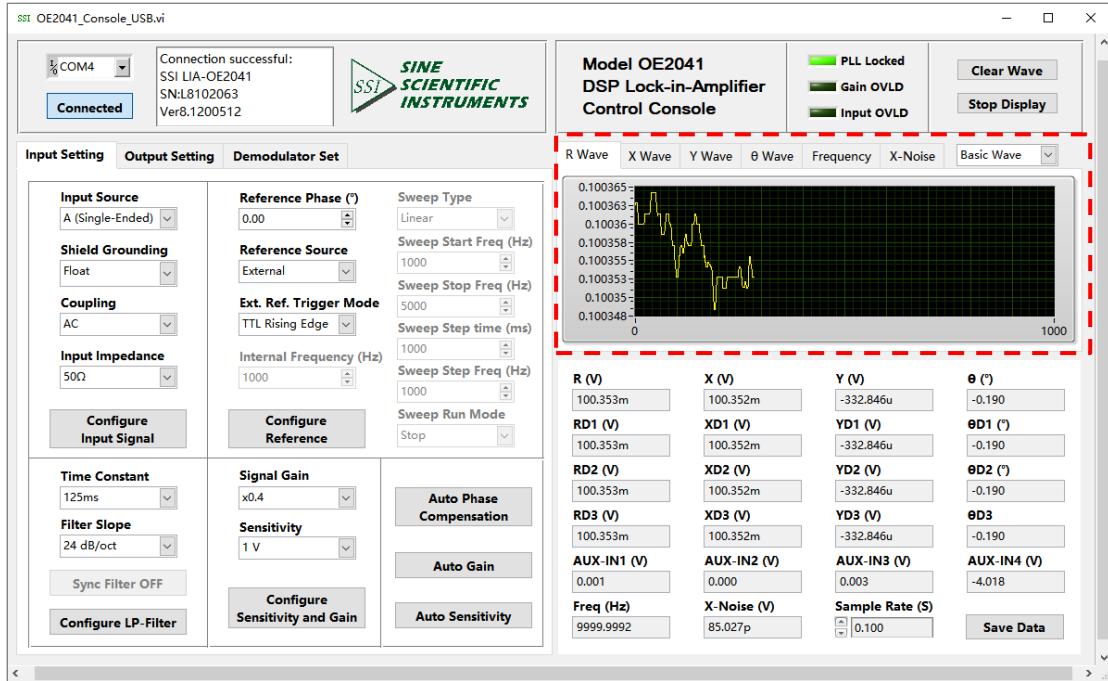 SSI OE2041_Console_USB.vi
I/0 COM4
Connected
Connection successful:
SSI LIA-OE2041
SN:L8102063
Ver8.1200512
SSI
SINE
SCIENTIFIC
INSTRUMENTS
Model OE2041
DSP Lock-in-Amplifier
Control Console
PLL Locked
Gain OVLD
Input OVLD
Clear Wave
Stop Display
Input Setting Output Setting Demodulator Set
Input Source
A (Single-Ended)
Shield Grounding
Float
Coupling
AC
Input Impedance
50Ω
Configure
Input Signal
Reference Phase (°)
0.00
Reference Source
External
Ext. Ref. Trigger Mode
TTL Rising Edge
Internal Frequency (Hz)
1000
Configure
Reference
Sweep Type
Linear
Sweep Start Freq (Hz)
1000
Sweep Stop Freq (Hz)
5000
Sweep Step time (ms)
1000
Sweep Step Freq (Hz)
1000
Sweep Run Mode
Stop
Time Constant
125ms
Filter Slope
24 dB/oct
Sync Filter OFF
Configure LP-Filter
Signal Gain
x0.4
Sensitivity
1 V
Configure
Sensitivity and Gain
Auto Phase
Compensation
Auto Gain
Auto Sensitivity
R Wave X Wave Y Wave θ Wave Frequency X-Noise Basic Wave
0.100365
0.100363
0.10036
0.100358
0.100355
0.100353
0.10035
0.100348
0 1000
R (V) X (V) Y (V) θ (°)
100.353m 100.352m -332.846u -0.190
RD1 (V) XD1 (V) YD1 (V) θD1 (°)
100.353m 100.352m -332.846u -0.190
RD2 (V) XD2 (V) YD2 (V) θD2 (°)
100.353m 100.352m -332.846u -0.190
RD3 (V) XD3 (V) YD3 (V) θD3
100.353m 100.352m -332.846u -0.190
AUX-IN1 (V) AUX-IN2 (V) AUX-IN3 (V) AUX-IN4 (V)
0.001 0.000 0.003 -4.018
Freq (Hz) X-Noise (V) Sample Rate (S)
9999.9992 85.027p 0.100 Save Data